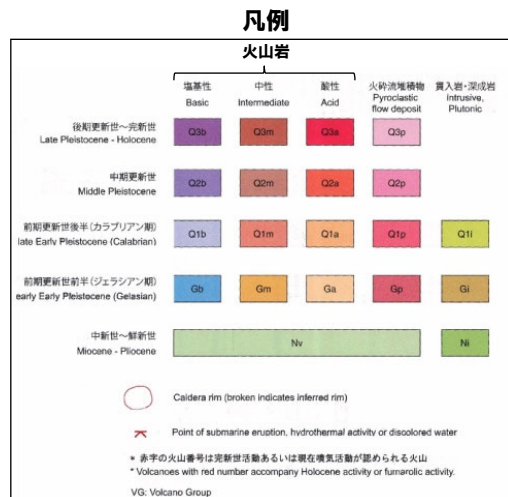 凡例
火山岩
塩基性 中性 酸性 火砕流堆積物 貫入岩・深成岩
Basic Intermediate Acid Pyroclastic flow deposit Intrusive, Plutonic
後期更新世～完新世
Late Pleistocene - Holocene
Q3b Q3m Q3a Q3p
中期更新世
Middle Pleistocene
Q2b Q2m Q2a Q2p
前期更新世後半(カラブリアン期)
late Early Pleistocene (Calabrian)
Q1b Q1m Q1a Q1p Q1i
前期更新世前半(ジェラシアン期)
early Early Pleistocene (Gelasian)
Gb Gm Ga Gp Gi
中新世～鮮新世
Miocene - Pliocene
Nv Ni
Caldera rim (broken indicates inferred rim)
Point of submarine eruption, hydrothermal activity or discolored water
* 赤字の火山番号は完新世活動あるいは現在噴気活動が認められる火山
* Volcanoes with red number accompany Holocene activity or fumarolic activity.
VG: Volcano Group